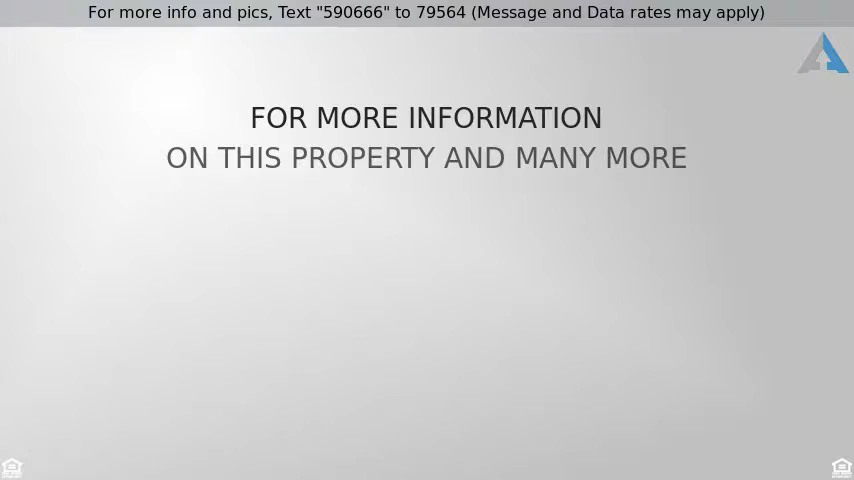 For more info and pics, Text "590666" to 79564 (Message and Data rates may apply)
FOR MORE INFORMATION
ON THIS PROPERTY AND MANY MORE